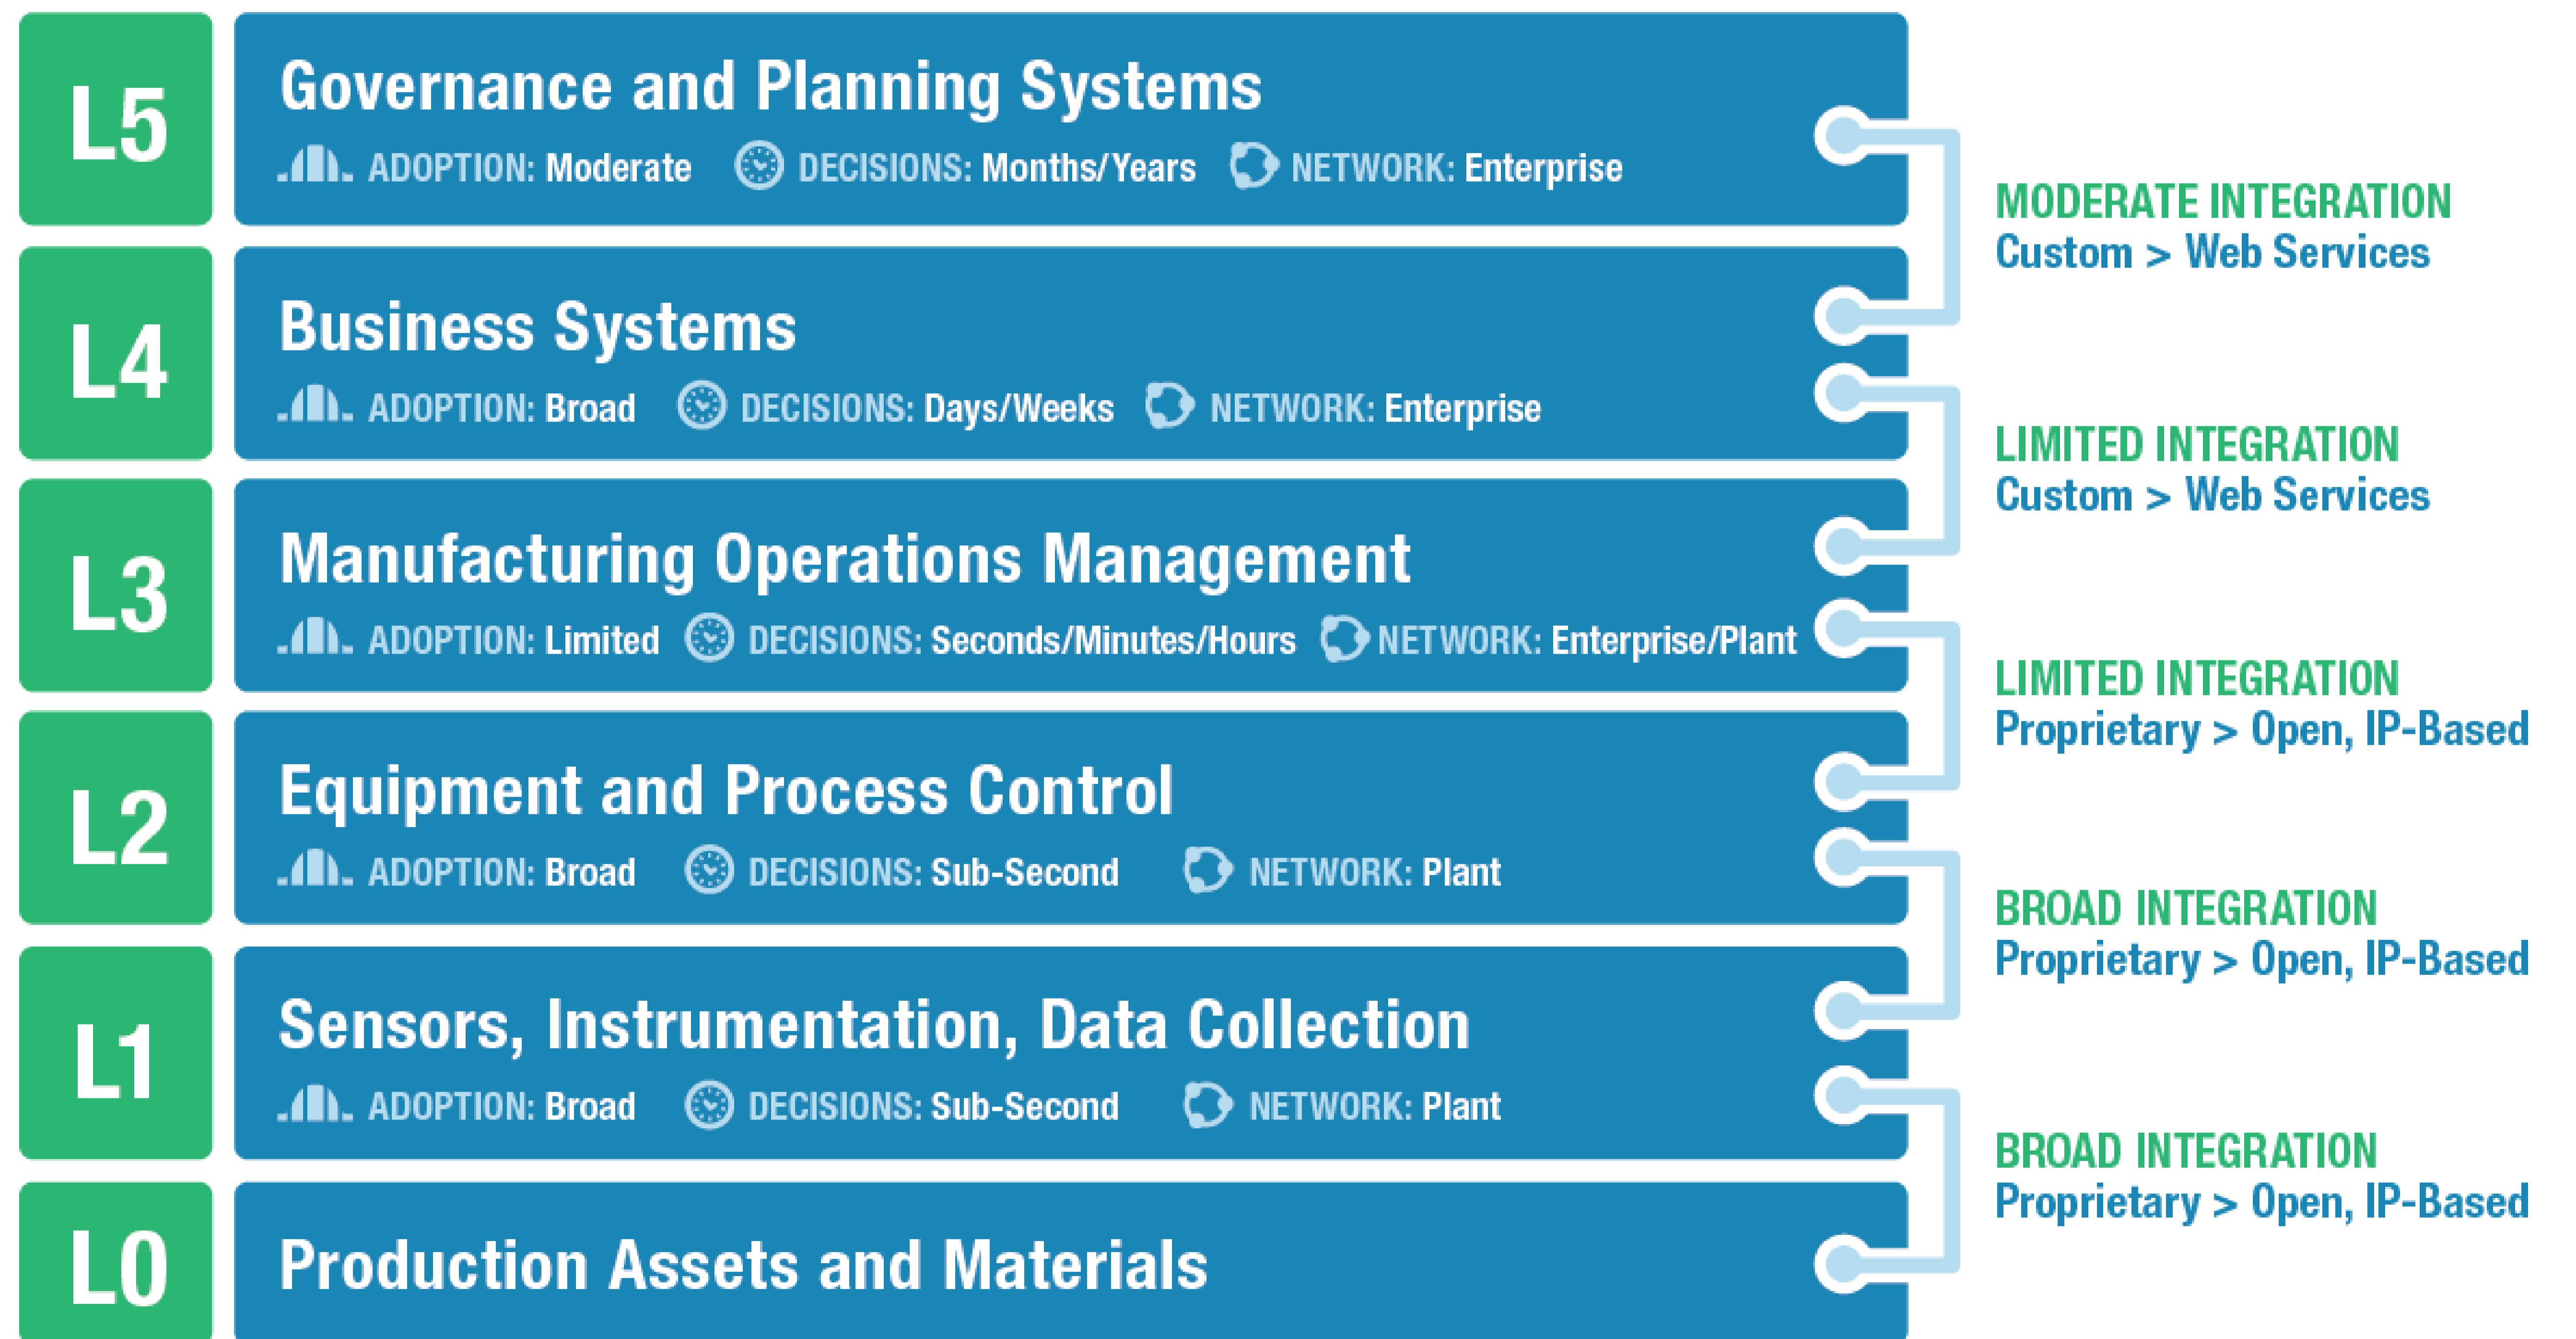 L5
Governance and Planning Systems
ADOPTION: Moderate DECISIONS: Months/Years NETWORK: Enterprise
MODERATE INTEGRATION
Custom > Web Services
L4
Business Systems
ADOPTION: Broad DECISIONS: Days/Weeks NETWORK: Enterprise
LIMITED INTEGRATION
Custom > Web Services
L3
Manufacturing Operations Management
ADOPTION: Limited DECISIONS: Seconds/Minutes/Hours NETWORK: Enterprise/Plant
LIMITED INTEGRATION
Proprietary > Open, IP-Based
L2
Equipment and Process Control
ADOPTION: Broad DECISIONS: Sub-Second NETWORK: Plant
BROAD INTEGRATION
Proprietary > Open, IP-Based
L1
Sensors, Instrumentation, Data Collection
ADOPTION: Broad DECISIONS: Sub-Second NETWORK: Plant
BROAD INTEGRATION
Proprietary > Open, IP-Based
L0
Production Assets and Materials